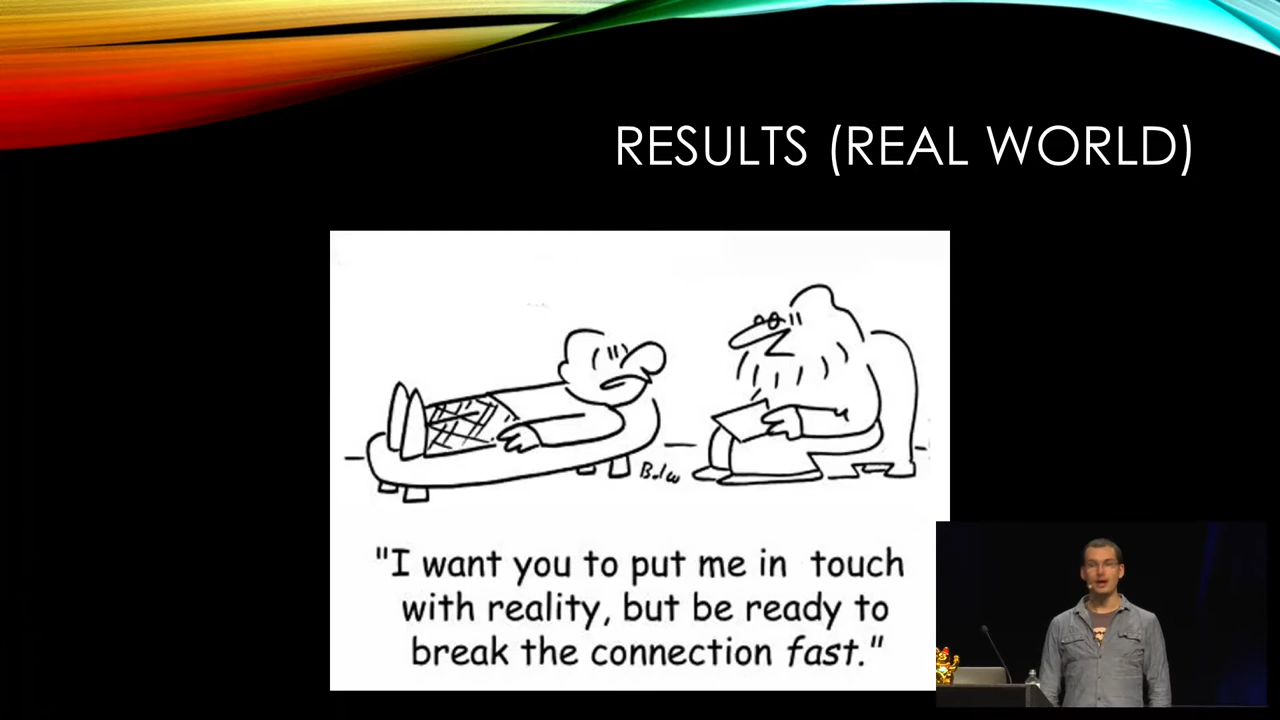 RESULTS (REAL WORLD)
"I want you to put me in touch
with reality, but be ready to
break the connection fast."